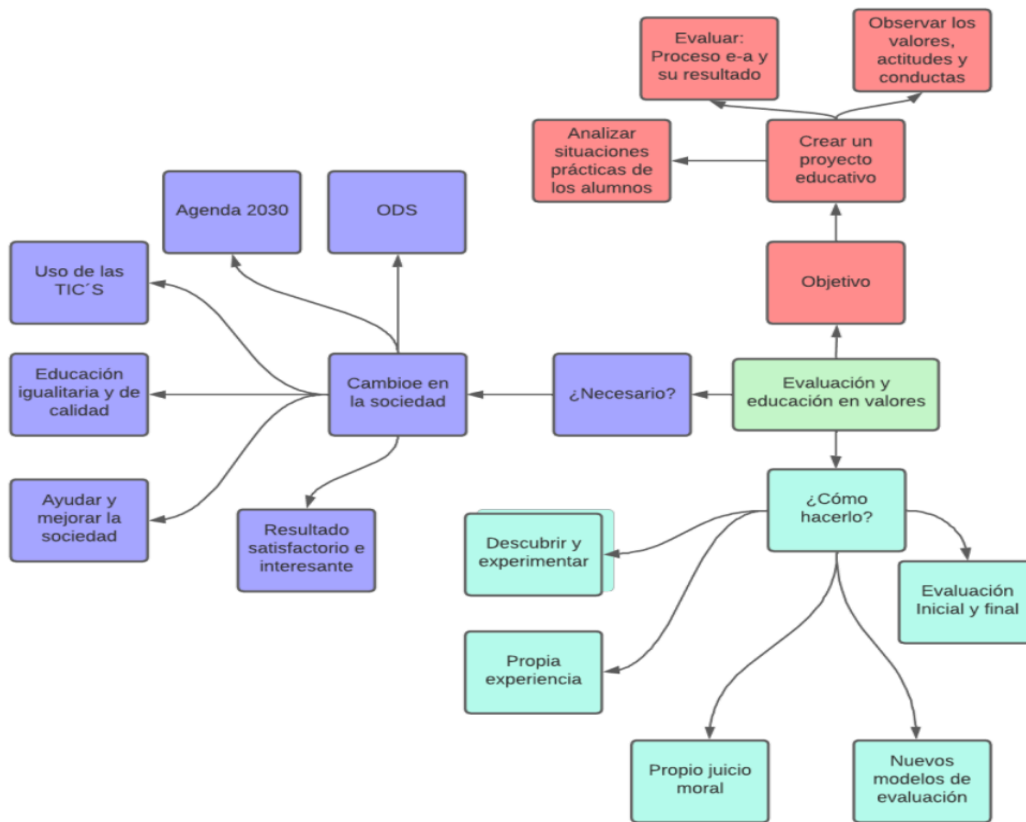 Evaluar:
Proceso e-a y
su resultado
Observar los
valores,
actitudes y
conductas
Analizar
situaciones
prácticas de
los alumnos
Crear un
proyecto
educativo
Agenda 2030
ODS
Uso de las
TIC´S
Objetivo
Educación
igualitaria y de
calidad
Cambioe en
la sociedad
¿Necesario?
Evaluación y
educación en valores
Ayudar y
mejorar la
sociedad
Resultado
satisfactorio e
interesante
¿Cómo
hacerlo?
Descubrir y
experimentar
Evaluación
Inicial y final
Propia
experiencia
Propio juicio
moral
Nuevos
modelos de
evaluación